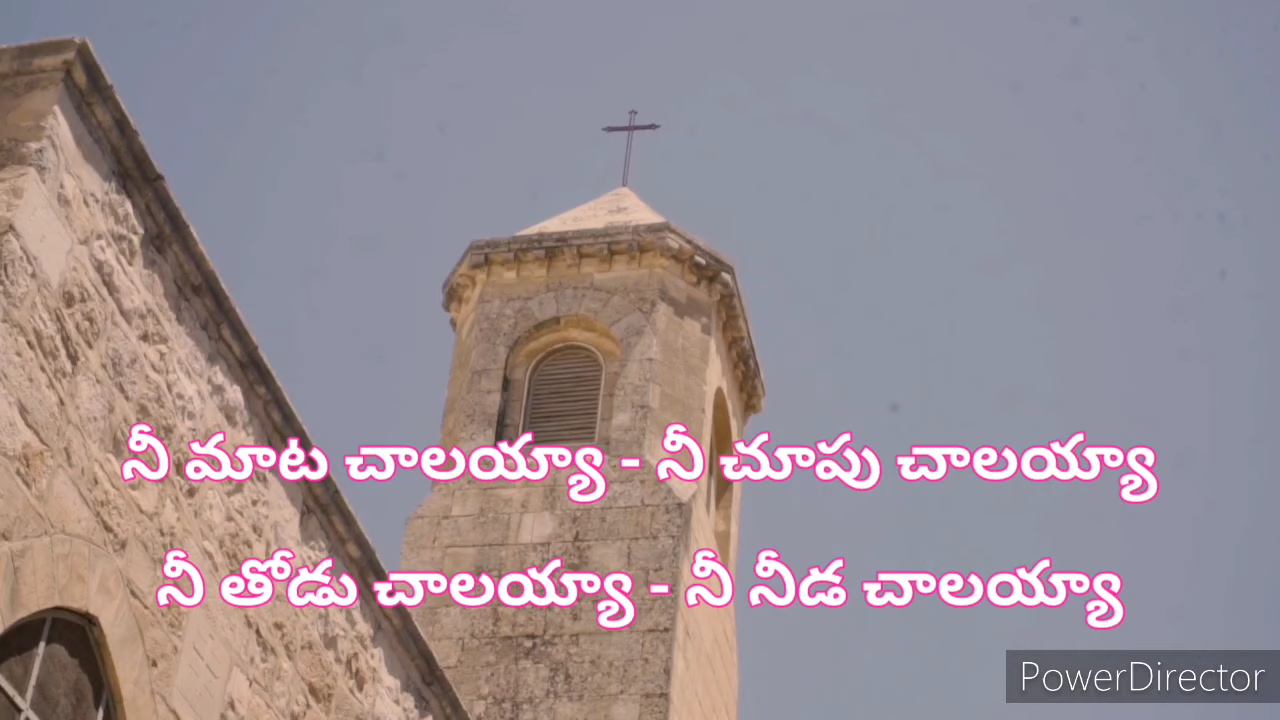 నీ మాట చాలయ్యా - నీ చూపు చాలయ్యా
నీ తోడు చాలయ్యా - నీ నీడ చాలయ్యా
PowerDirector